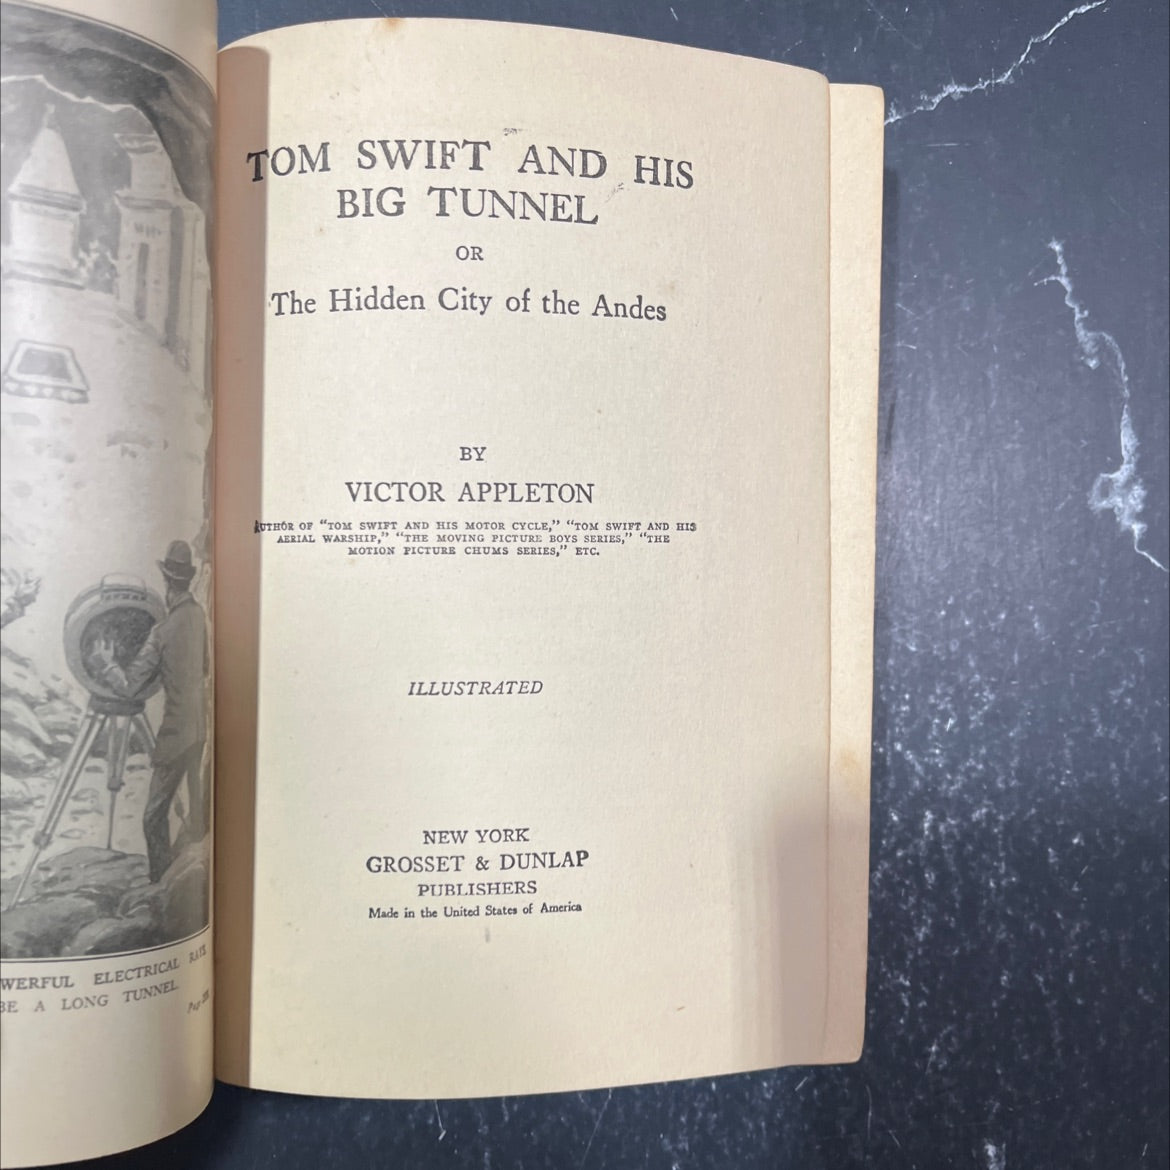 WERFUL ELECTRICAL RAYS
BE A LONG TUNNEL.
TOM SWIFT AND HIS
BIG TUNNEL
OR
The Hidden City of the Andes
BY
VICTOR APPLETON
AUTHOR OF “TOM SWIFT AND HIS MOTOR CYCLE,” “TOM SWIFT AND HIS
AERIAL WARSHIP,” “THE MOVING PICTURE BOYS SERIES,” “THE
MOTION PICTURE CHUMS SERIES,” ETC.
ILLUSTRATED
NEW YORK
GROSSET & DUNLAP
PUBLISHERS
Made in the United States of America